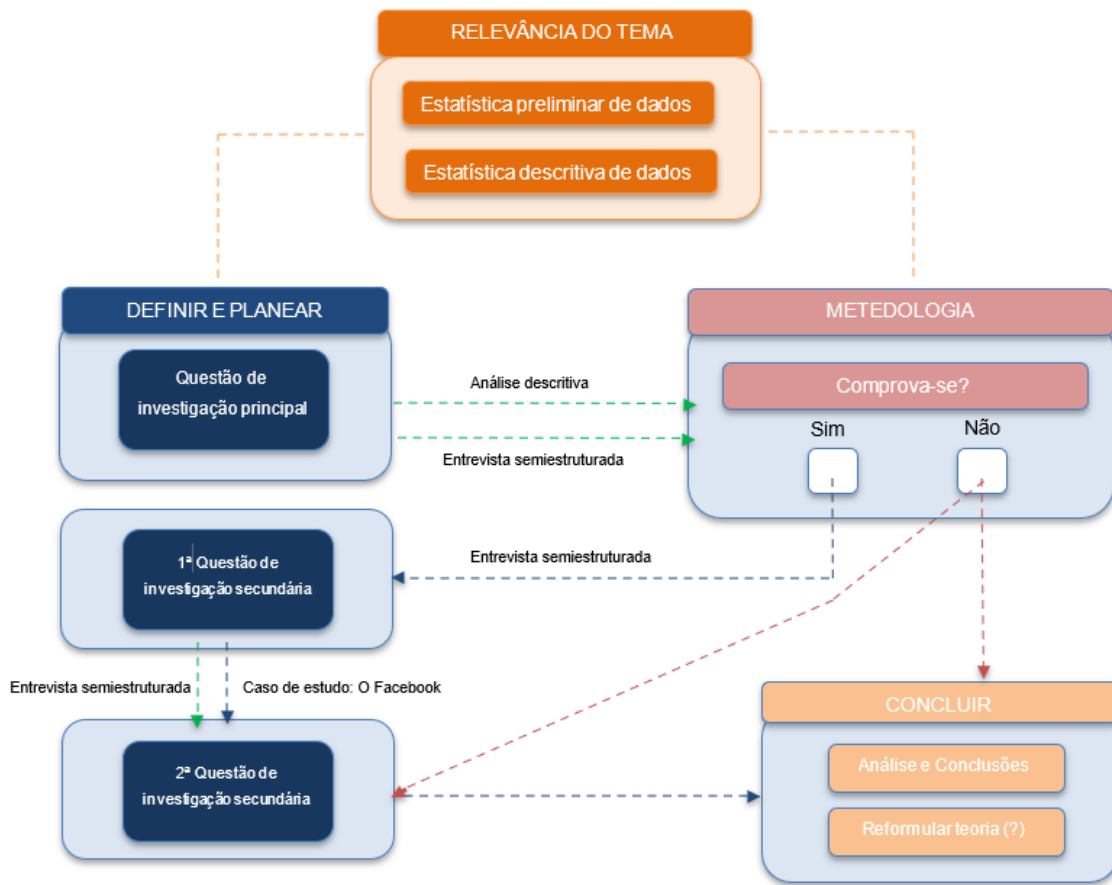 RELEVÂNCIA DO TEMA
Estatística preliminar de dados
Estatística descritiva de dados
DEFINIR E PLANEAR
Questão de
investigação principal
Análise descritiva
Entrevista semiestruturada
METEDOLOGIA
Comprova-se?
Sim
Não
1ª Questão de
investigação secundária
Entrevista semiestruturada
Entrevista semiestruturada
Caso de estudo: O Facebook
2ª Questão de
investigação secundária
CONCLUIR
Análise e Conclusões
Reformular teoria (?)